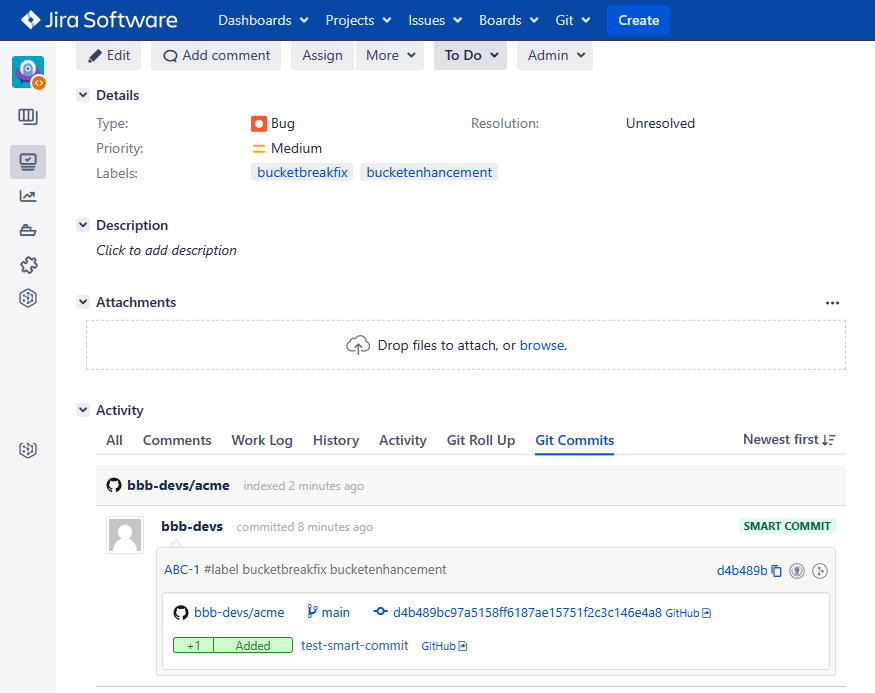 Jira Software Dashboards Projects Issues Boards Git Create
Edit Add comment Assign More To Do Admin
Details
Type: Bug Resolution: Unresolved
Priority: Medium
Labels: bucketbreakfix bucketenhancement
Description
Click to add description
Attachments
Drop files to attach, or browse.
Activity
All Comments Work Log History Activity Git Roll Up Git Commits Newest first
bbb-devs/acme indexed 2 minutes ago
bbb-devs committed 8 minutes ago SMART COMMIT
ABC-1 #label bucketbreakfix bucketenhancement d4b489b
bbb-devs/acme main d4b489bc97a5158ff6187ae15751f2c3c146e4a8 GitHub
+1 Added test-smart-commit GitHub